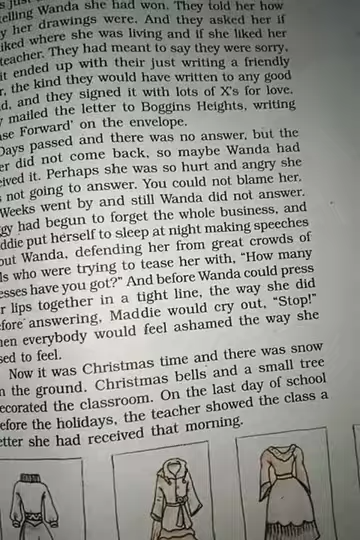 telling Wanda she had won. They told how
y her drawings were. And they asked her if
iked where she was living and if she liked her
teacher. They had meant to say they were sorry,
it ended up with their just writing a friendly
r, the kind they would have written to any good
d, and they signed it with lots of X's for love.
mailed the letter to Boggins Heights, writing
ase Forward' on the envelope.
Days passed and there was no answer, but the
er did not come back, so maybe Wanda had
eived it. Perhaps she was so hurt and angry she
not going to answer. You could not blame her.
Weeks went by and still Wanda did not answer.
gy had begun to forget the whole business, and
ddie put herself to sleep at night making speeches
out Wanda, defending her from great crowds of
ls who were trying to tease her with, "How many
esses have you got?" And before Wanda could press
r lips together in a tight line, the way she did
efore answering, Maddie would cry out, "Stop!"
hen everybody would feel ashamed the way she
sed to feel.
Now it was Christmas time and there was snow
n the ground. Christmas bells and a small tree
ecorated the classroom. On the last day of school
efore the holidays, the teacher showed the class a
etter she had received that morning.